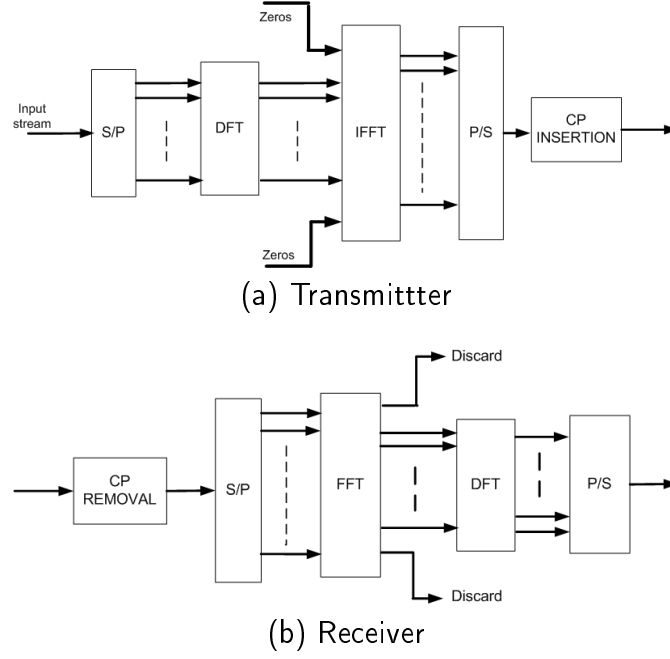 Zeros
Input
stream
S/P
DFT
IFFT
P/S
CP
INSERTION
Zeros
(a) Transmittter
Discard
CP
REMOVAL
S/P
FFT
DFT
P/S
Discard
(b) Receiver